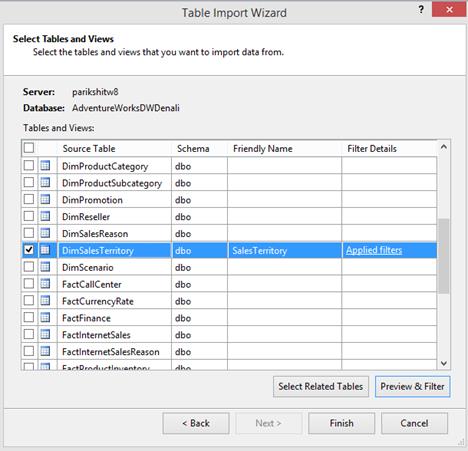 Table Import Wizard
?
Select Tables and Views
Select the tables and views that you want to import data from.
Server: parikshitw8
Database: AdventureWorksDWDenali
Tables and Views:
Source Table Schema Friendly Name Filter Details
DimProductCategory dbo
DimProductSubcategory dbo
DimPromotion dbo
DimReseller dbo
DimSalesReason dbo
DimSalesTerritory dbo SalesTerritory Applied filters
DimScenario dbo
FactCallCenter dbo
FactCurrencyRate dbo
FactFinance dbo
FactInternetSales dbo
FactInternetSalesReason dbo
FactProductInventory dbo
Select Related Tables Preview & Filter
< Back Next > Finish Cancel